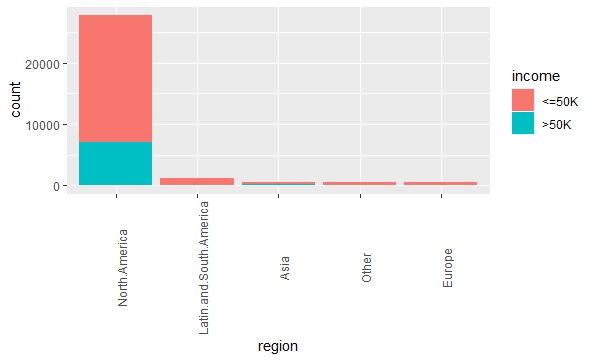 count
20000
10000
0
North.America
Latin.and.South.America
Asia
Other
Europe
region
income
<=50K
>50K